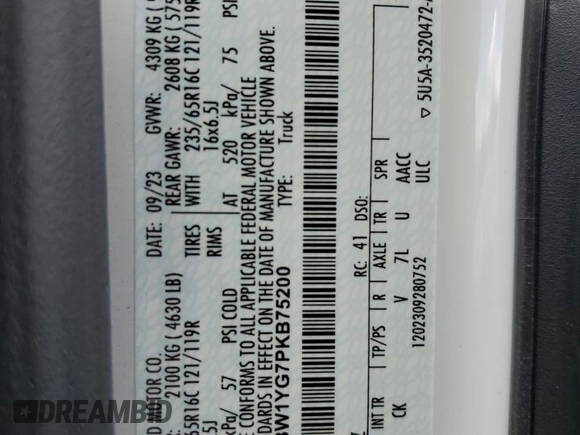 D MOTOR CO.
DATE: 09/23
GVWR: 4309 KG
2100 KG ( 4630 LB)
REAR GAWR: 2608 KG ( 575
65R16C 121/119R
TIRES WITH 235/65R16C 121/119R
RIMS 16x6.5J
kPa/ 57 PSI COLD
AT 520 kPa/ 75 PSI
CONFORMS TO ALL APPLICABLE FEDERAL MOTOR VEHICLE
DARDS IN EFFECT ON THE DATE OF MANUFACTURE SHOWN ABOVE.
BW1YG7PKB75200
TYPE: Truck
RC: 41 DSO:
INT TR TP/PS R AXLE TR SPR
CK V 7L U AACC
ULC
1202309280752
▽ 5U5A-3520472-
DREAMBID